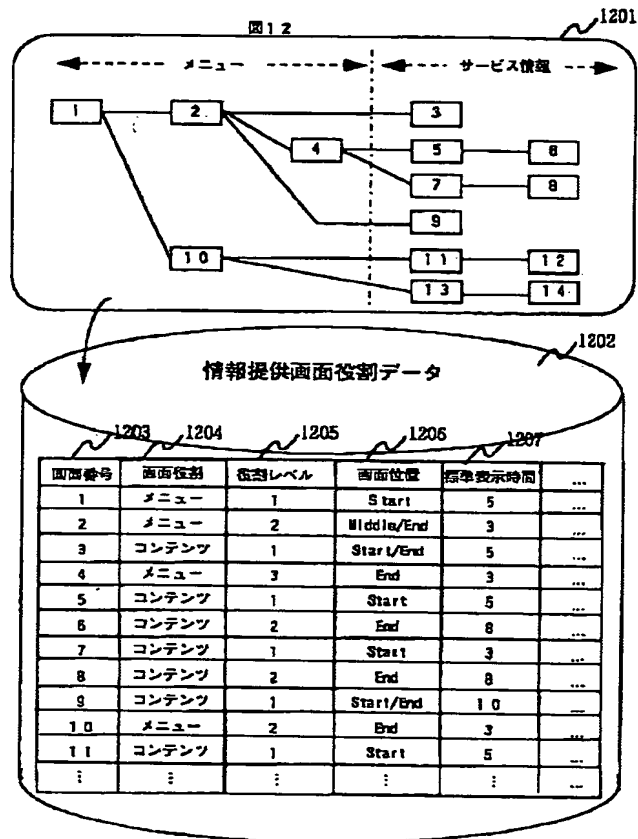 図12
1201
メニュー サービス情報
1 2 3
4 5 6
7 8
9
10 11 12
13 14
1202
情報提供画面役割データ
1203 1204 1205 1206 1207
画面番号 画面役割 役割レベル 画面位置 標準表示時間 ...
1 メニュー 1 Start 5 ...
2 メニュー 2 Middle/End 3 ...
3 コンテンツ 1 Start/End 5 ...
4 メニュー 3 End 3 ...
5 コンテンツ 1 Start 5 ...
6 コンテンツ 2 End 8 ...
7 コンテンツ 1 Start 3 ...
8 コンテンツ 2 End 8 ...
9 コンテンツ 1 Start/End 10 ...
10 メニュー 2 End 3 ...
11 コンテンツ 1 Start 5 ...
⋮ ⋮ ⋮ ⋮ ⋮ ...